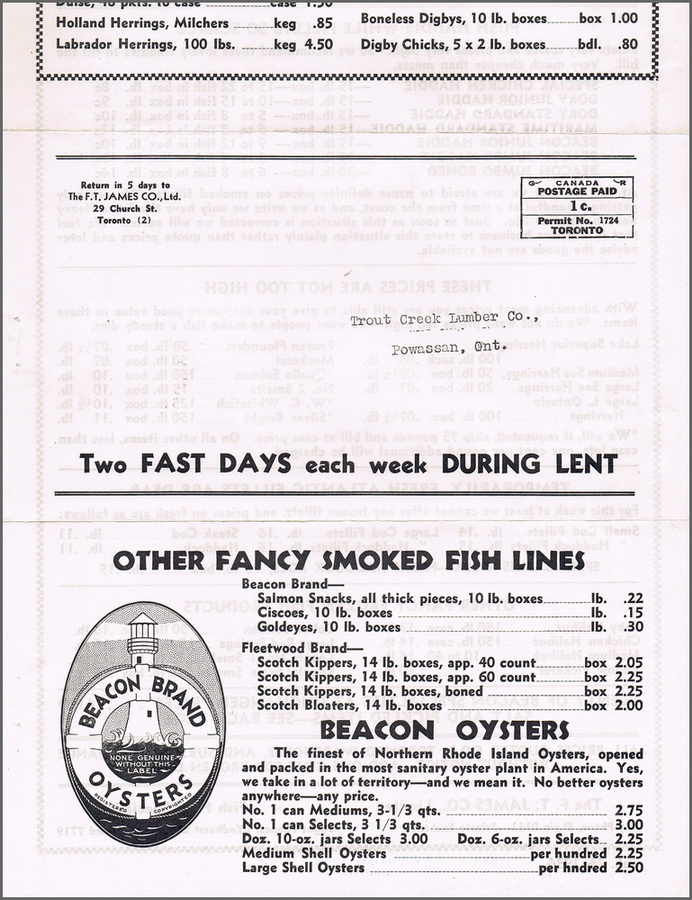 Dulse, 48 pkts. to case case 1.50
Holland Herrings, Milchers keg .85
Labrador Herrings, 100 lbs. keg 4.50
Boneless Digbys, 10 lb. boxes box 1.00
Digby Chicks, 5 x 2 lb. boxes bdl. .80
Return in 5 days to
The F.T. JAMES CO., Ltd.
29 Church St.
Toronto (2)
CANADA
POSTAGE PAID
1 c.
Permit No. 1724
TORONTO
Trout Creek Lumber Co.,
Powassan, Ont.
Two FAST DAYS each week DURING LENT
OTHER FANCY SMOKED FISH LINES
Beacon Brand—
Salmon Snacks, all thick pieces, 10 lb. boxes lb. .22
Ciscoes, 10 lb. boxes lb. .15
Goldeyes, 10 lb. boxes lb. .30
Fleetwood Brand—
Scotch Kippers, 14 lb. boxes, app. 40 count box 2.05
Scotch Kippers, 14 lb. boxes, app. 60 count box 2.25
Scotch Kippers, 14 lb. boxes, boned box 2.25
Scotch Bloaters, 14 lb. boxes box 2.00
BEACON BRAND
NONE GENUINE
WITHOUT THIS
LABEL
OYSTERS
REGISTERED COPYRIGHTED
BEACON OYSTERS
The finest of Northern Rhode Island Oysters, opened
and packed in the most sanitary oyster plant in America. Yes,
we take in a lot of territory—and we mean it. No better oysters
anywhere—any price.
No. 1 can Mediums, 3-1/3 qts. 2.75
No. 1 can Selects, 3 1/3 qts. 3.00
Doz. 10-oz. jars Selects 3.00 Doz. 6-oz. jars Selects 2.25
Medium Shell Oysters per hundred 2.25
Large Shell Oysters per hndred 2.50